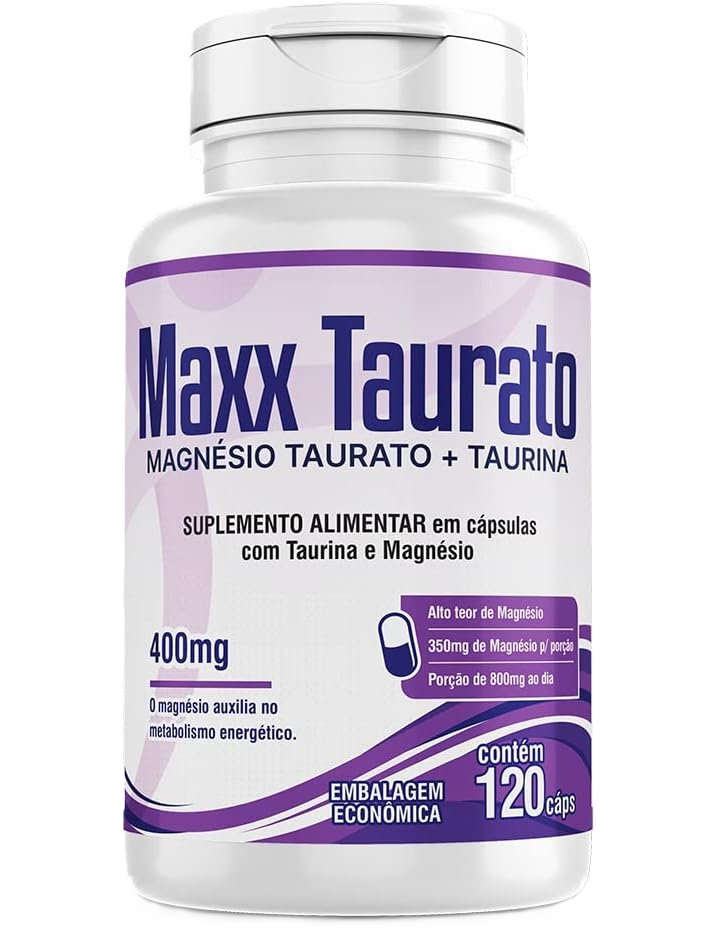 Maxx Taurato
MAGNÉSIO TAURATO + TAURINA
SUPLEMENTO ALIMENTAR em cápsulas
com Taurina e Magnésio
400mg
O magnésio auxilia no
metabolismo energético.
Alto teor de Magnésio
350mg de Magnésio p/ porção
Porção de 800mg ao dia
EMBALAGEM
ECONÔMICA
contém
120 cáps